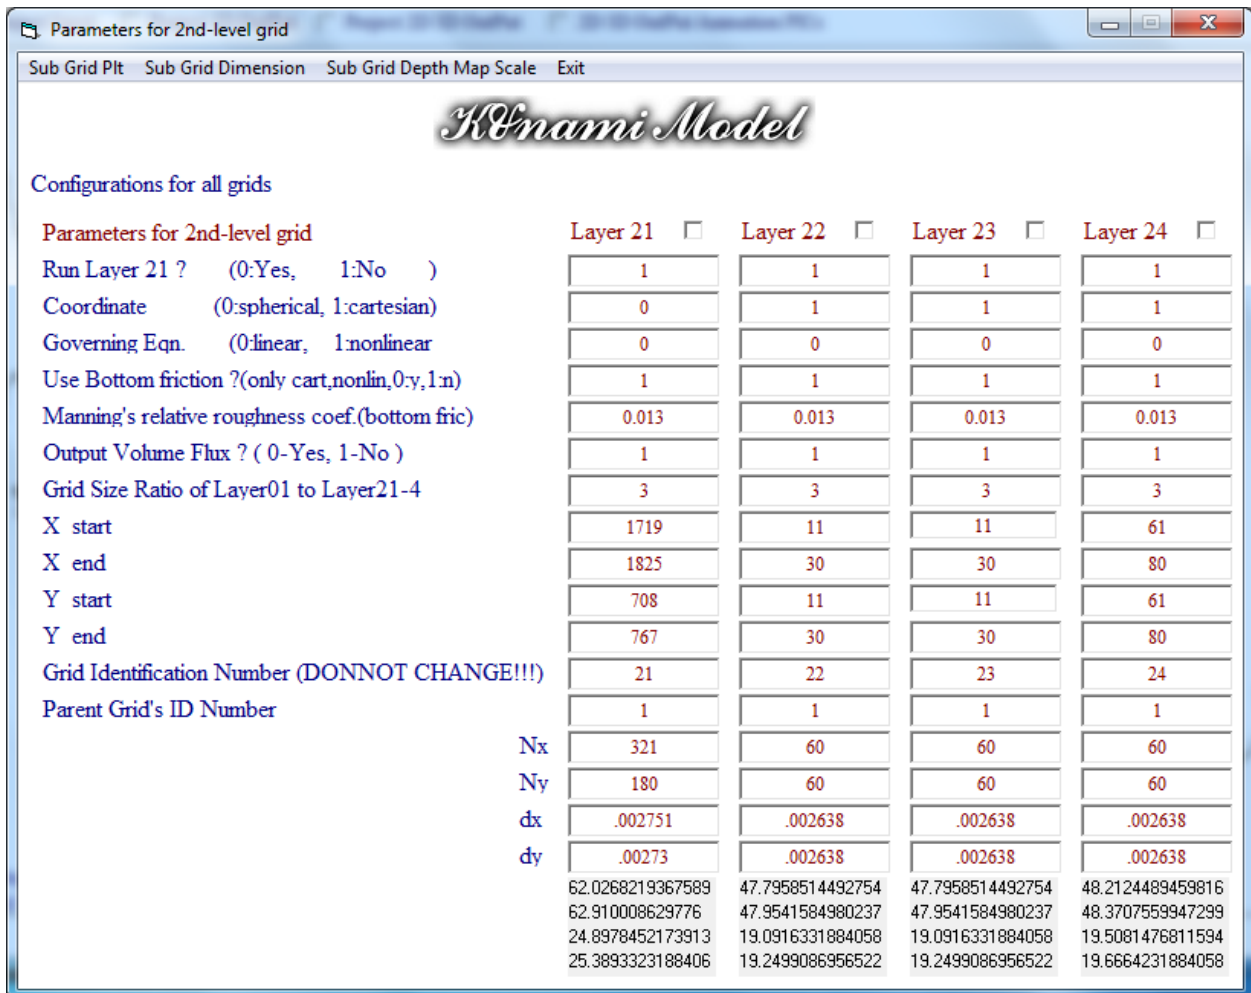 Parameters for 2nd-level grid
Sub Grid Plt Sub Grid Dimension Sub Grid Depth Map Scale Exit
Configurations for all grids
Parameters for 2nd-level grid Layer 21 Layer 22 Layer 23 Layer 24
Run Layer 21 ? (0:Yes, 1:No ) 1 1 1 1
Coordinate (0:spherical, 1:cartesian) 0 1 1 1
Governing Eqn. (0:linear, 1:nonlinear 0 0 0 0
Use Bottom friction ?(only cart,nonlin,0:y,1:n) 1 1 1 1
Manning's relative roughness coef.(bottom fric) 0.013 0.013 0.013 0.013
Output Volume Flux ? ( 0-Yes, 1-No ) 1 1 1 1
Grid Size Ratio of Layer01 to Layer21-4 3 3 3 3
X start 1719 11 11 61
X end 1825 30 30 80
Y start 708 11 11 61
Y end 767 30 30 80
Grid Identification Number (DONNOT CHANGE!!!) 21 22 23 24
Parent Grid's ID Number 1 1 1 1
Nx 321 60 60 60
Ny 180 60 60 60
dx .002751 .002638 .002638 .002638
dy .00273 .002638 .002638 .002638
62.0268219367589 47.7958514492754 47.7958514492754 48.2124489459816
62.910008629776 47.9541584980237 47.9541584980237 48.3707559947299
24.8978452173913 19.0916331884058 19.0916331884058 19.5081476811594
25.3893323188406 19.2499086956522 19.2499086956522 19.6664231884058